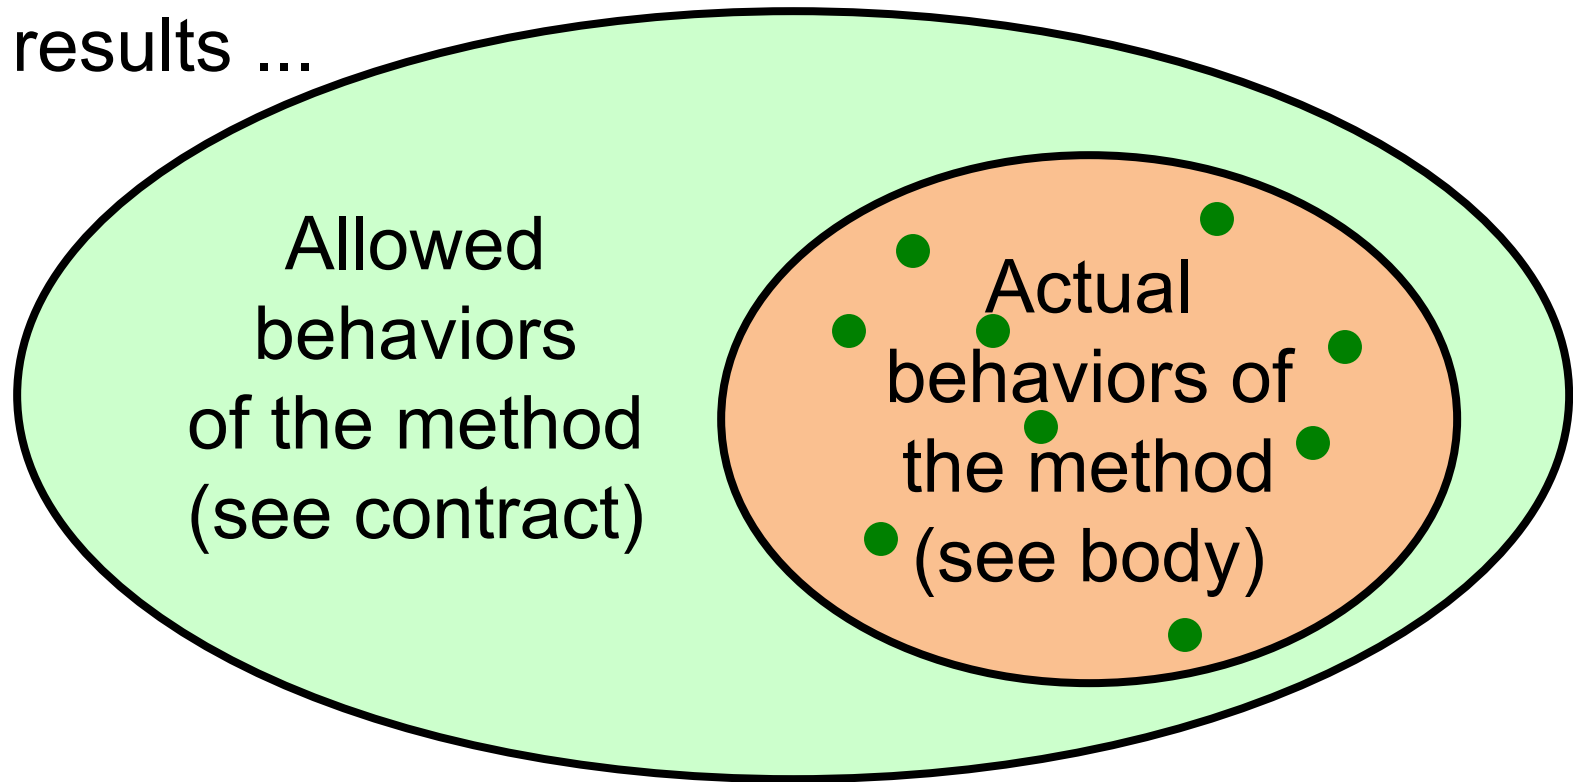 results ...
Allowed
behaviors
of the method
(see contract)
Actual
behaviors of
the method
(see body)